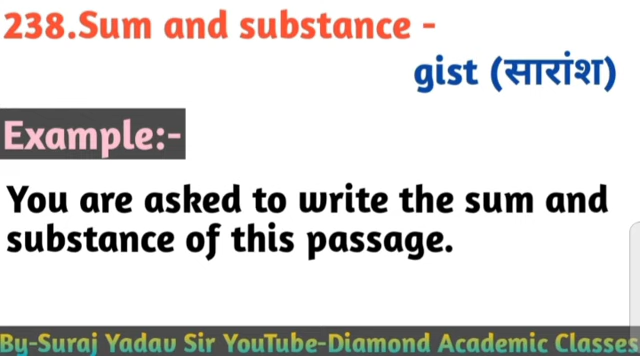 238.Sum and substance -
gist (सारांश)
Example:-
You are asked to write the sum and
substance of this passage.
By-Suraj Yadav Sir YouTube-Diamond Academic Classes